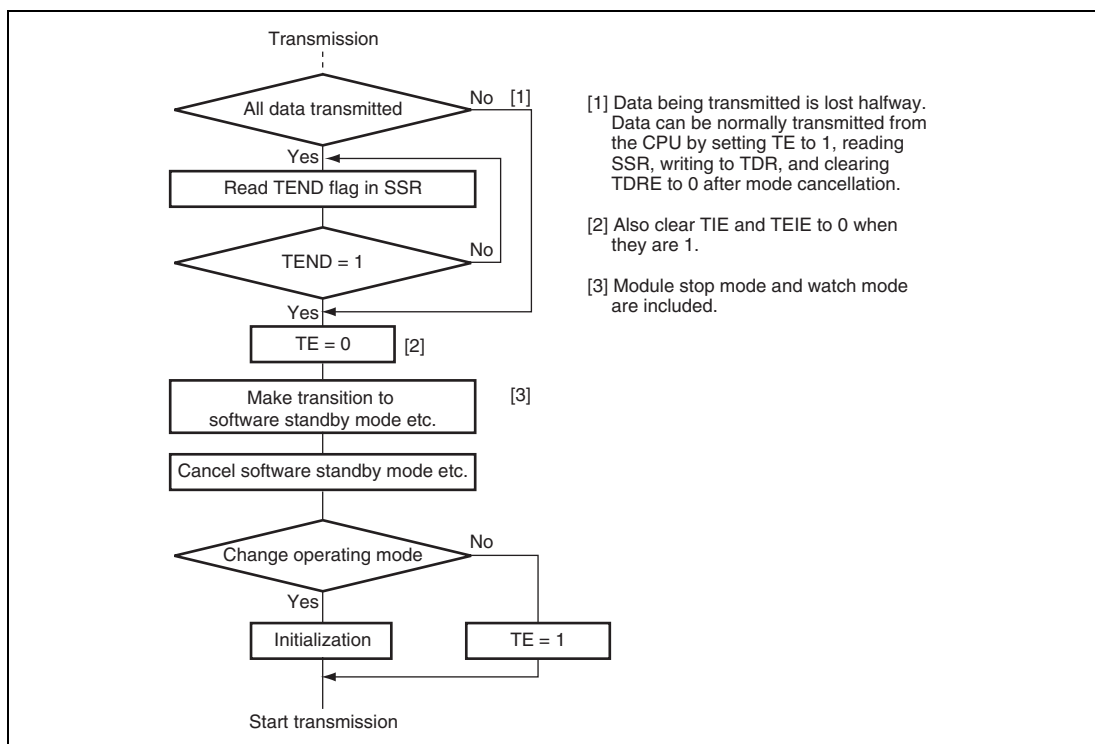 Transmission
All data transmitted
No
[1]
Yes
Read TEND flag in SSR
TEND = 1
No
Yes
TE = 0
[2]
Make transition to
software standby mode etc.
[3]
Cancel software standby mode etc.
Change operating mode
No
Yes
Initialization
TE = 1
Start transmission
[1] Data being transmitted is lost halfway.
Data can be normally transmitted from
the CPU by setting TE to 1, reading
SSR, writing to TDR, and clearing
TDRE to 0 after mode cancellation.
[2] Also clear TIE and TEIE to 0 when
they are 1.
[3] Module stop mode and watch mode
are included.